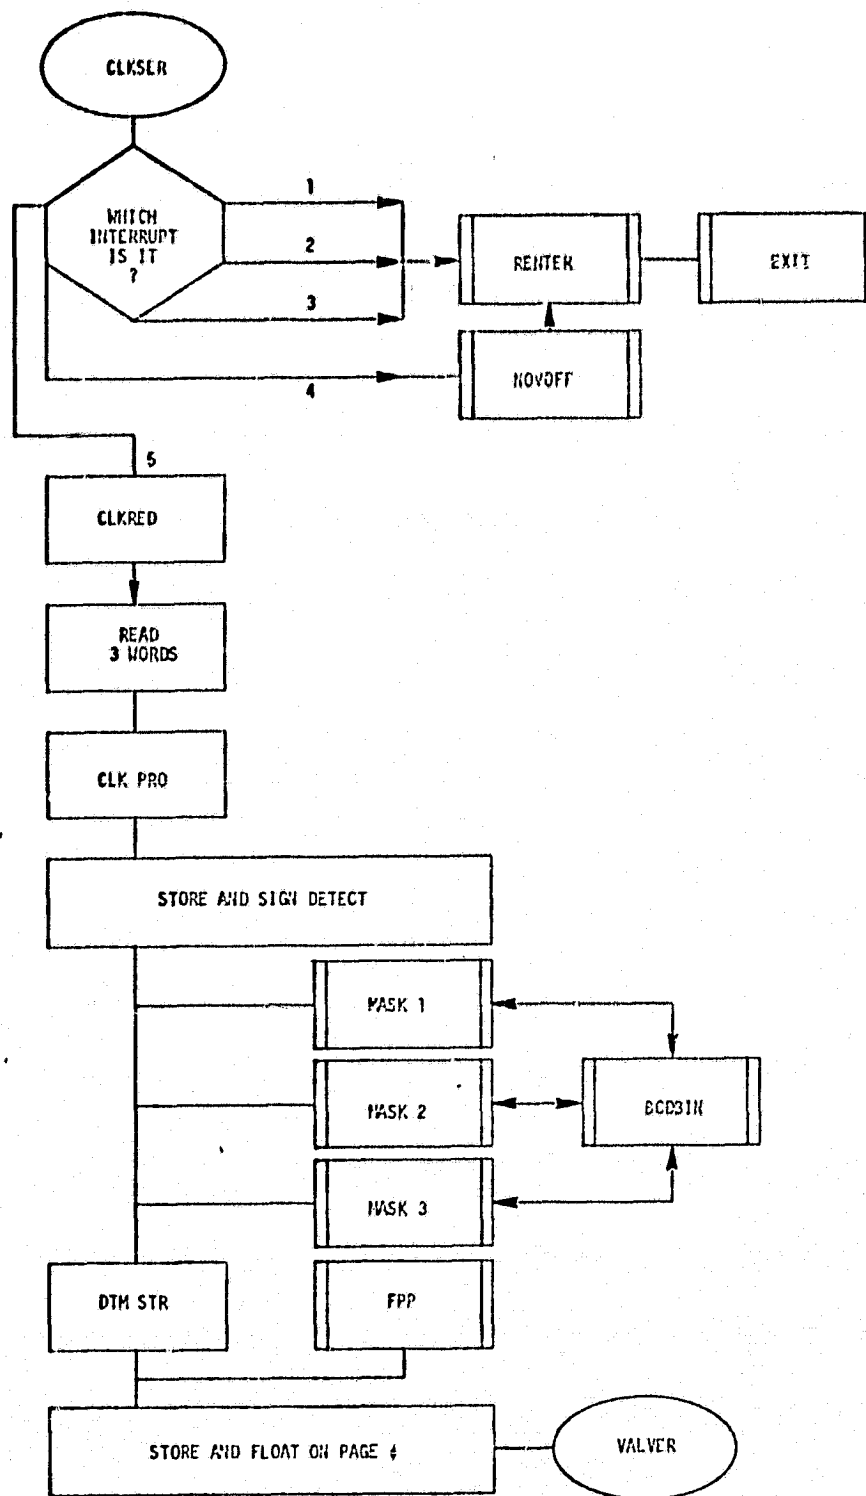 CLKSER
WHICH
INTERRUPT
IS IT
?
1
2
3
4
5
RENTER
EXIT
NOVOFF
CLKRED
READ
3 WORDS
CLK PRO
STORE AND SIGN DETECT
MASK 1
MASK 2
BCDBIN
MASK 3
DTM STR
FPP
STORE AND FLOAT ON PAGE
VALVER